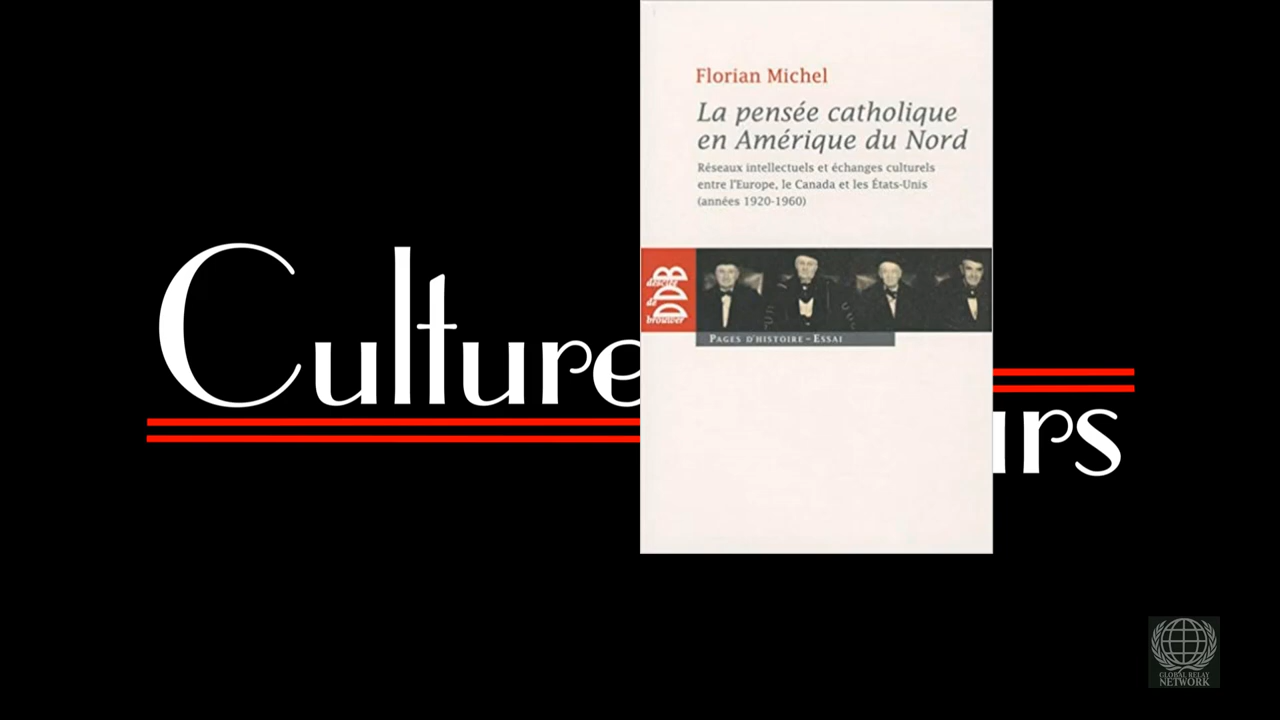 Florian Michel
La pensée catholique
en Amérique du Nord
Réseaux intellectuels et échanges culturels
entre l'Europe, le Canada et les États-Unis
(années 1920-1960)
DDB
desclée
de
brouwer
PAGES D'HISTOIRE – ESSAI
Culture
urs
GLOBAL RELAY
NETWORK